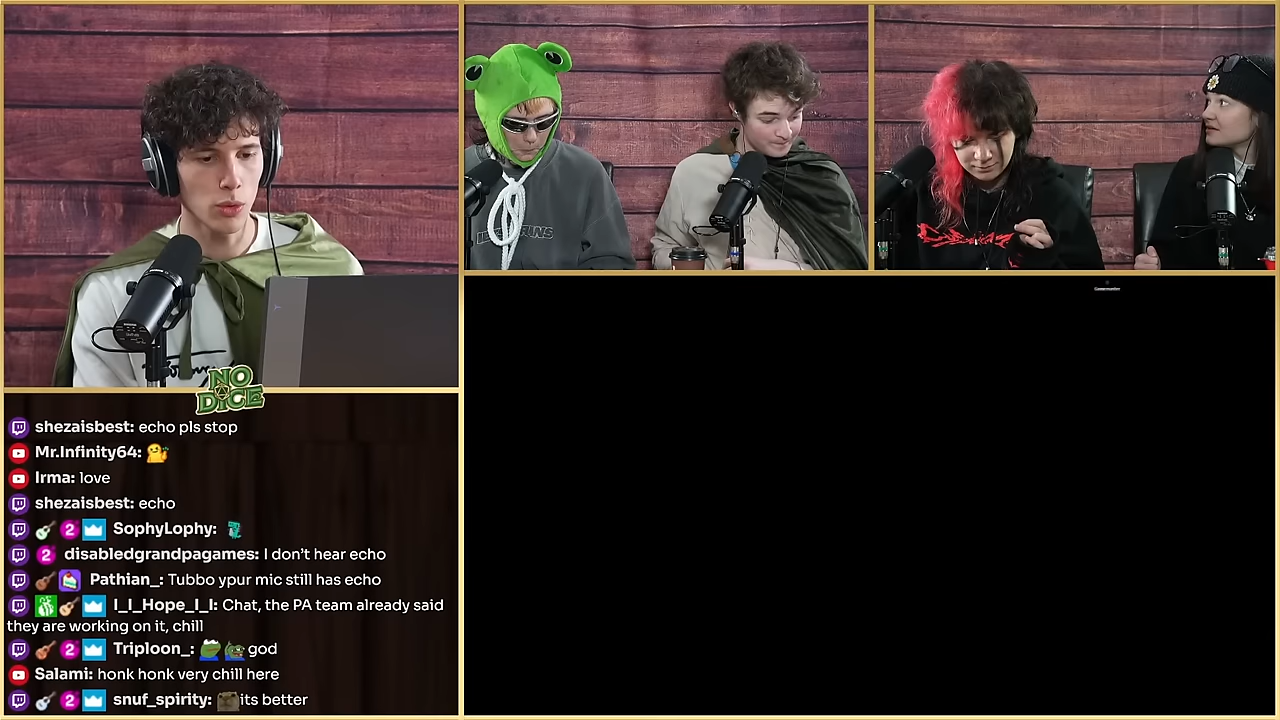 NO
DICE
shezaisbest: echo pls stop
Mr.Infinity64:
Irma: love
shezaisbest: echo
2 SophyLophy:
2 disabledgrandpagames: I don't hear echo
Pathian_: Tubbo ypur mic still has echo
I_I_Hope_I_I: Chat, the PA team already said
they are working on it, chill
2 Triploon_: god
Salami: honk honk very chill here
2 snuf_spirity: its better